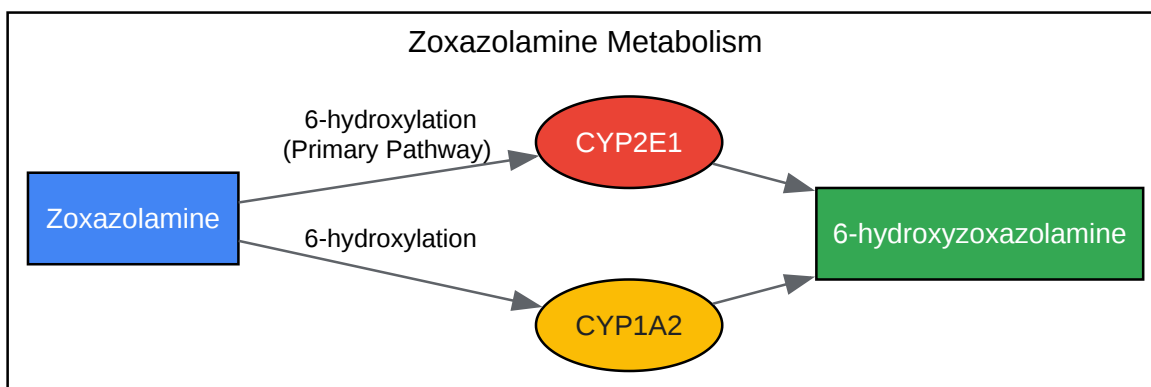 Zoxazolamine Metabolism
6-hydroxylation
(Primary Pathway)
CYP2E1
Zoxazolamine
6-hydroxylation
6-hydroxyzoxazolamine
CYP1A2